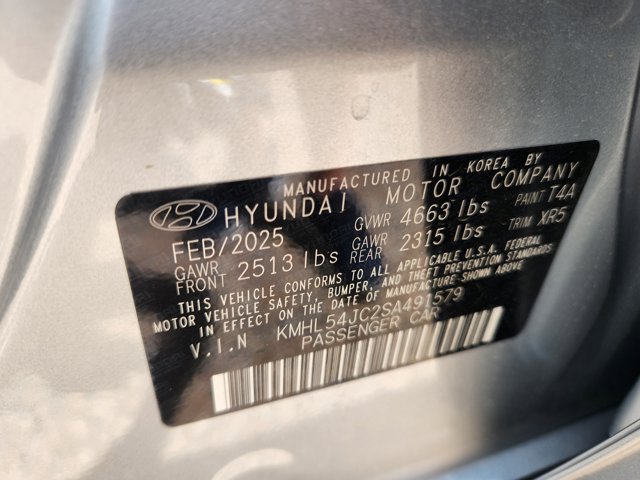 MANUFACTURED IN KOREA BY
HYUNDAI MOTOR COMPANY
FEB/2025 GVWR 4663 lbs PAINT T4A
GAWR FRONT 2513 lbs GAWR REAR 2315 lbs TRIM XR5
THIS VEHICLE CONFORMS TO ALL APPLICABLE U.S.A. FEDERAL
MOTOR VEHICLE SAFETY, BUMPER, AND THEFT PREVENTION STANDARDS
IN EFFECT ON THE DATE OF MANUFACTURE SHOWN ABOVE.
V.I.N KMHL54JC2SA491579
PASSENGER CAR